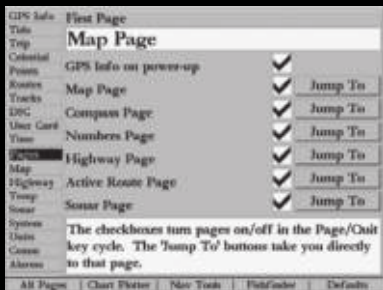 GPS Info
First Page
Tide
Map Page
Trip
Celestial
GPS Info on power-up
Points
Routes
Map Page
Jump To
Tracks
Compass Page
Jump To
DSC
User Card
Numbers Page
Jump To
Time
Pages
Highway Page
Jump To
Map
Highway
Active Route Page
Jump To
Temp
Sonar
Sonar Page
Jump To
System
Units
Comm
Alarms
The checkboxes turn pages on/off in the Page/Quit
key cycle. The 'Jump To' buttons take you directly
to that page.
All Pages
Chart Plotter
Nav Tools
Fishfinder
Defaults